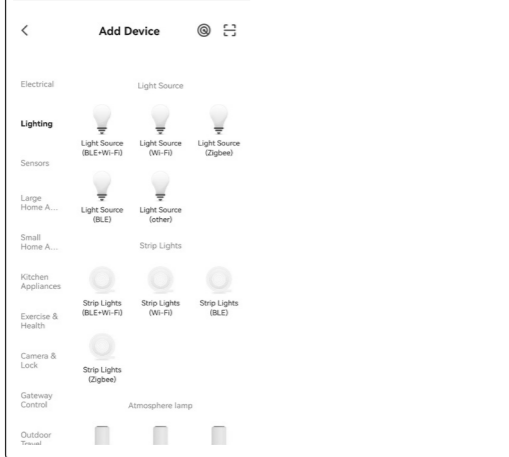 Add Device
Electrical
Lighting
Sensors
Large
Home A...
Small
Home A...
Kitchen
Appliances
Exercise &
Health
Camera &
Lock
Gateway
Control
Outdoor
Travel
Light Source
Light Source
(BLE+Wi-Fi)
Light Source
(Wi-Fi)
Light Source
(Zigbee)
Light Source
(BLE)
Light Source
(other)
Strip Lights
Strip Lights
(BLE+Wi-Fi)
Strip Lights
(Wi-Fi)
Strip Lights
(BLE)
Strip Lights
(Zigbee)
Atmosphere lamp